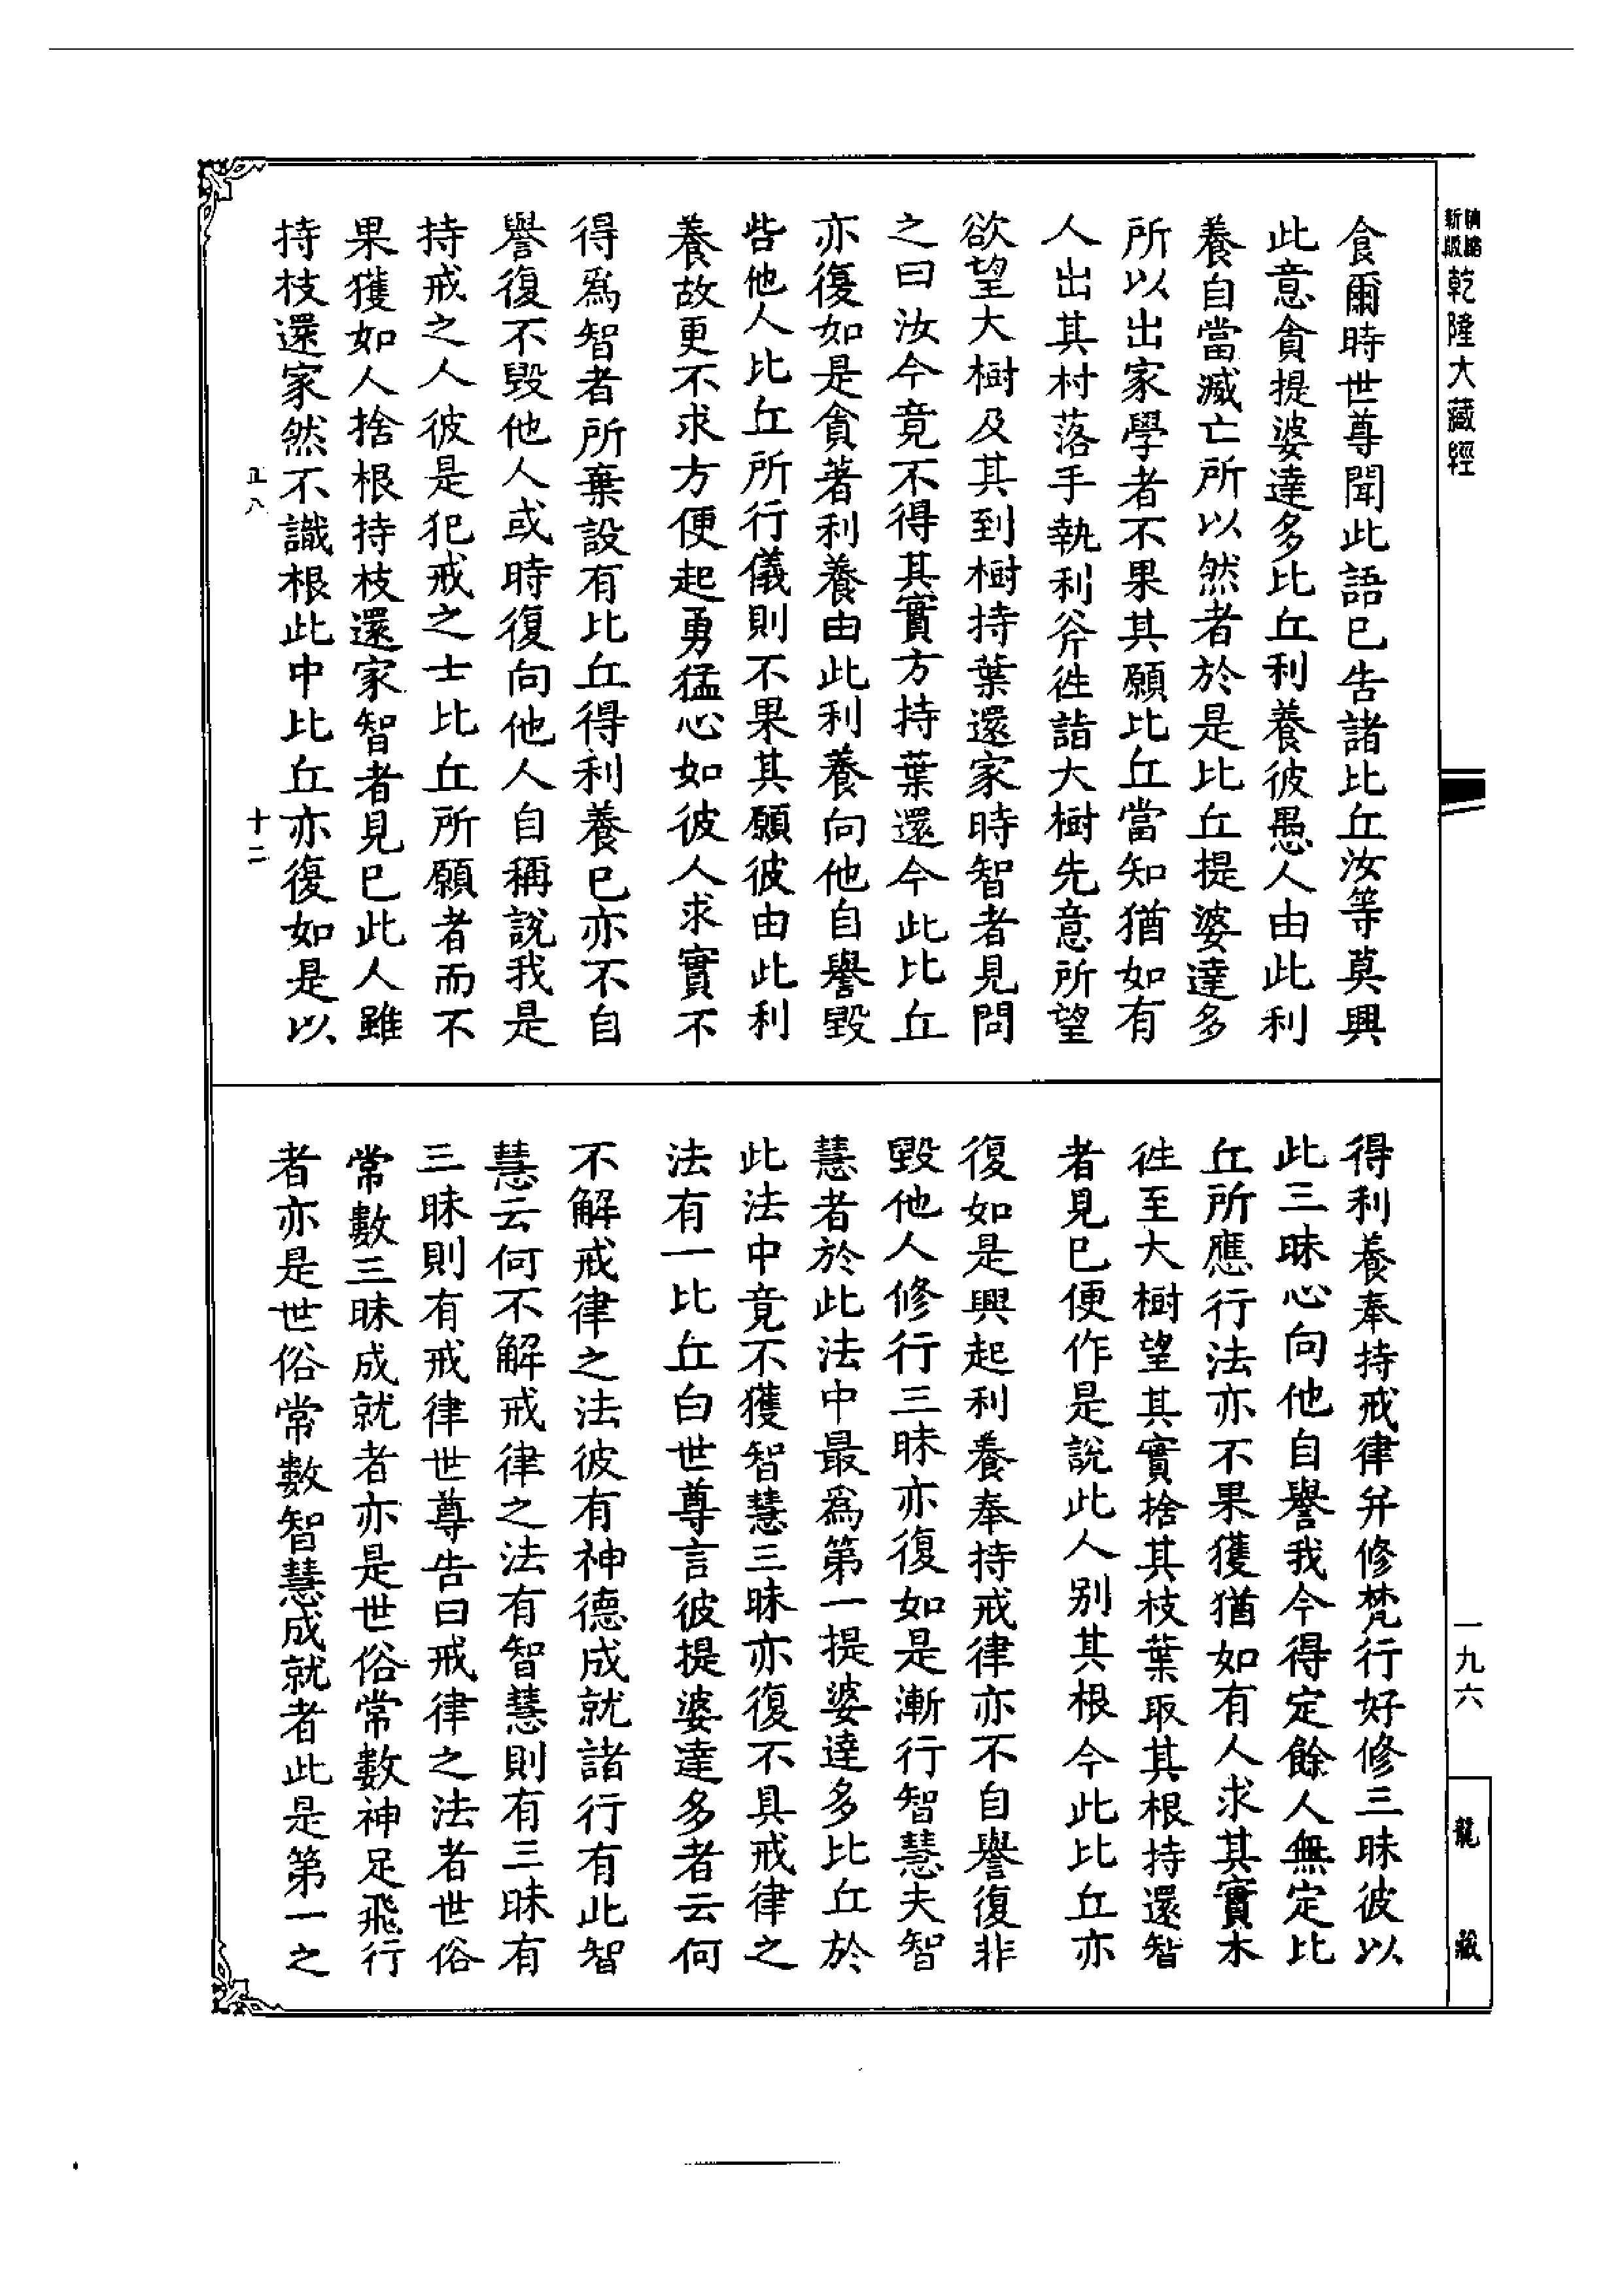 新版
乾隆大藏經
食爾時世尊聞此語已告諸比丘汝等莫興
此意貪提婆達多比丘利養彼愚人由此利
養自當滅亡所以然者於是比丘提婆達多
所以出家學者不果其願比丘當知猶如有
人出其村落手執利斧徃詣大樹先意所望
欲望大樹及其到樹持葉還家時智者見問
之曰汝今竟不得其實方持葉還今此比丘
亦復如是貪著利養由此利養向他自譽毀
呰他人比丘所行儀則不果其願彼由此利
養故更不求方便起勇猛心如彼人求實不
得爲智者所棄設有比丘得利養已亦不自
譽復不毀他人或時復向他人自稱說我是
持戒之人彼是犯戒之士比丘所願者而不
果獲如人捨根持枝還家智者見已此人雖
持枝還家然不識根此中比丘亦復如是以
正八
十二
得利養奉持戒律并修梵行好修三昧彼以
此三昧心向他自譽我今得定餘人無定比
丘所應行法亦不果獲猶如有人求其實木
徃至大樹望其實捨其枝葉取其根持還智
者見已便作是說此人別其根今此比丘亦
復如是興起利養奉持戒律亦不自譽復非
毀他人修行三昧亦復如是漸行智慧夫智
慧者於此法中最爲第一提婆達多比丘於
此法中竟不獲智慧三昧亦復不具戒律之
法有一比丘白世尊言彼提婆達多者云何
不解戒律之法彼有神德成就諸行有此智
慧云何不解戒律之法有智慧則有三昧有
三昧則有戒律世尊告曰戒律之法者世俗
常數三昧成就者亦是世俗常數神足飛行
者亦是世俗常數智慧成就者此是第一之
一九六
龍藏